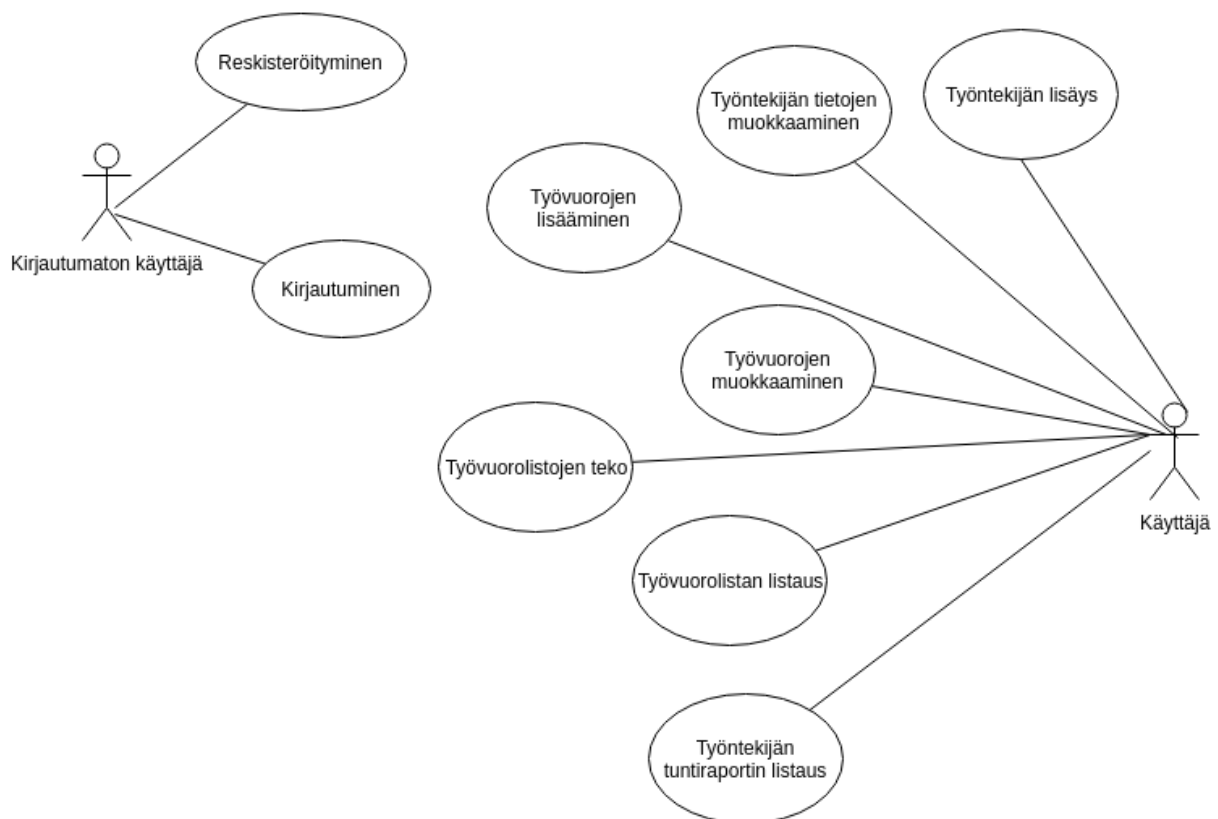 Reskisteröityminen
Kirjautumaton käyttäjä
Kirjautuminen
Työntekijän tietojen
muokkaaminen
Työntekijän lisäys
Työvuorojen
lisääminen
Työvuorojen
muokkaaminen
Työvuorolistojen teko
Käyttäjä
Työvuorolistan listaus
Työntekijän
tuntiraportin listaus